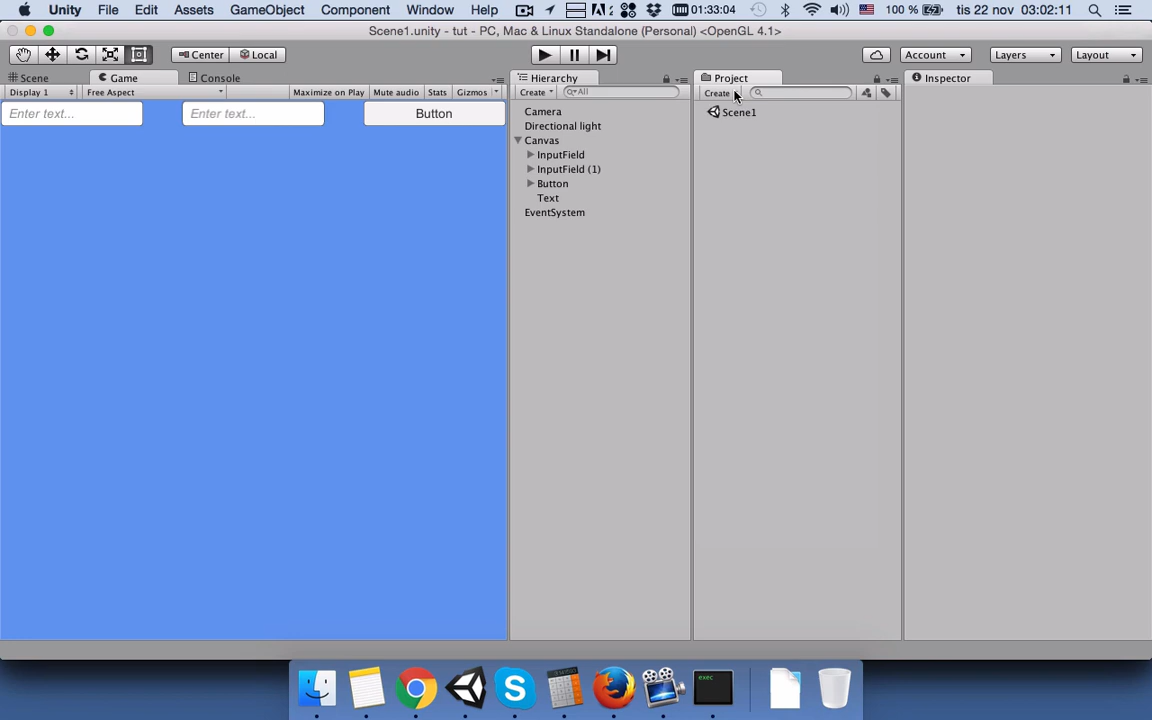 Unity File Edit Assets GameObject Component Window Help 01:33:04 100 % tis 22 nov 03:02:11
Scene1.unity - tut - PC, Mac & Linux Standalone (Personal) <OpenGL 4.1>
Center Local Account Layers Layout
Scene Game Console Hierarchy Project Inspector
Display 1 Free Aspect Maximize on Play Mute audio Stats Gizmos Create All Create
Enter text... Enter text... Button
Camera
Directional light
Canvas
InputField
InputField (1)
Button
Text
EventSystem
Scene1
exec